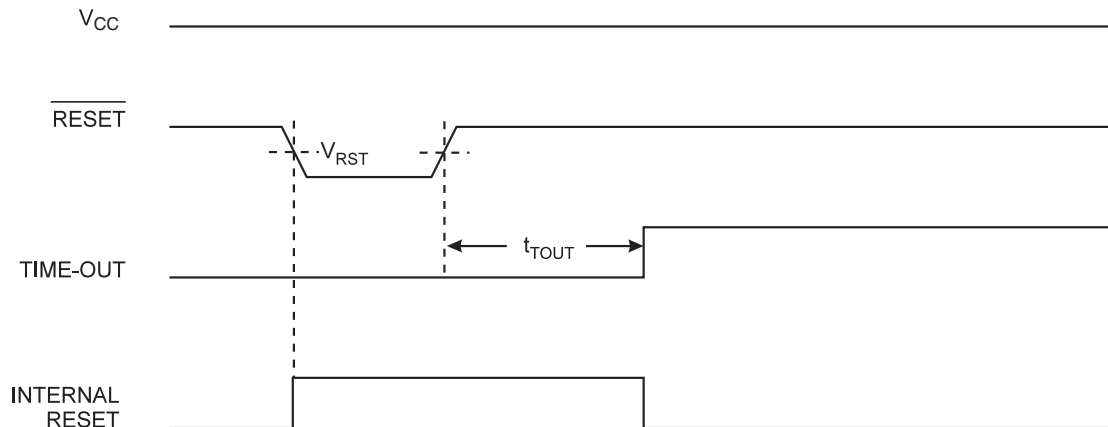 VCC
RESET
VRST
tTOUT
TIME-OUT
INTERNAL
RESET